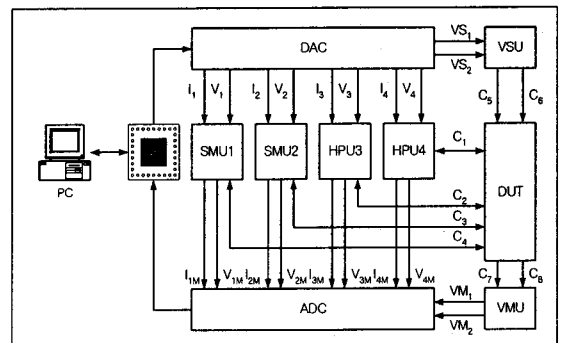 DAC
VS1
VS2
VSU
I1 V1 I2 V2 I3 V3 I4 V4
C5 C6
PC
SMU1 SMU2 HPU3 HPU4
C1
DUT
C2
C3
C4
I1M V1M I2M V2M I3M V3M I4M V4M
C7 C8
ADC
VM1
VM2
VMU